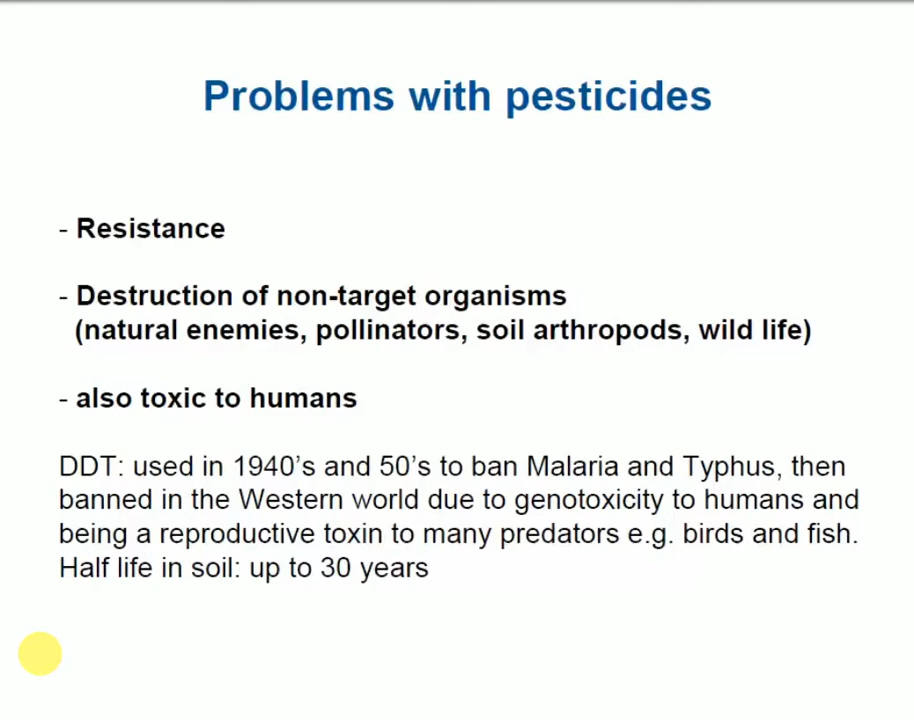 Problems with pesticides
- Resistance
- Destruction of non-target organisms
(natural enemies, pollinators, soil arthropods, wild life)
- also toxic to humans
DDT: used in 1940’s and 50’s to ban Malaria and Typhus, then
banned in the Western world due to genotoxicity to humans and
being a reproductive toxin to many predators e.g. birds and fish.
Half life in soil: up to 30 years